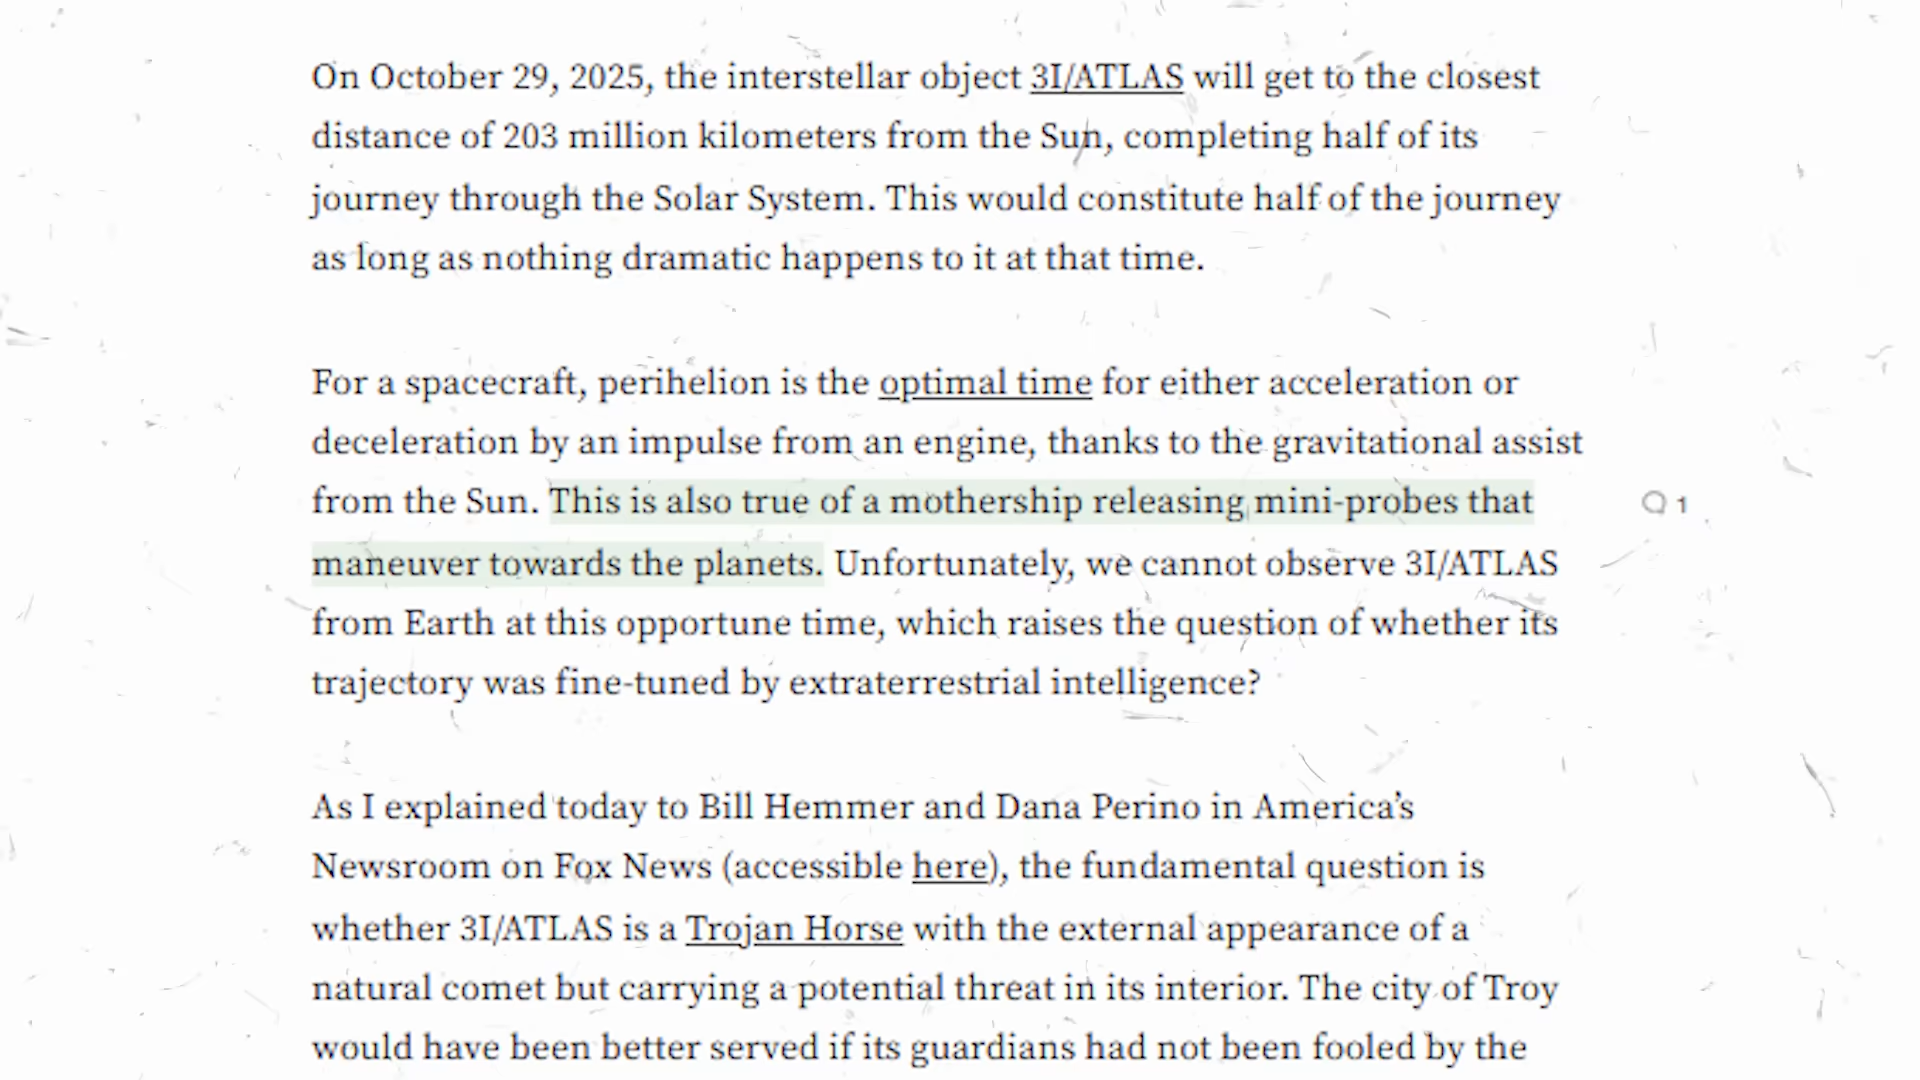 On October 29, 2025, the interstellar object 3I/ATLAS will get to the closest
distance of 203 million kilometers from the Sun, completing half of its
journey through the Solar System. This would constitute half of the journey
as long as nothing dramatic happens to it at that time.
For a spacecraft, perihelion is the optimal time for either acceleration or
deceleration by an impulse from an engine, thanks to the gravitational assist
from the Sun. This is also true of a mothership releasing mini-probes that
1
maneuver towards the planets. Unfortunately, we cannot observe 3I/ATLAS
from Earth at this opportune time, which raises the question of whether its
trajectory was fine-tuned by extraterrestrial intelligence?
As I explained today to Bill Hemmer and Dana Perino in America’s
Newsroom on Fox News (accessible here), the fundamental question is
whether 3I/ATLAS is a Trojan Horse with the external appearance of a
natural comet but carrying a potential threat in its interior. The city of Troy
would have been better served if its guardians had not been fooled by the